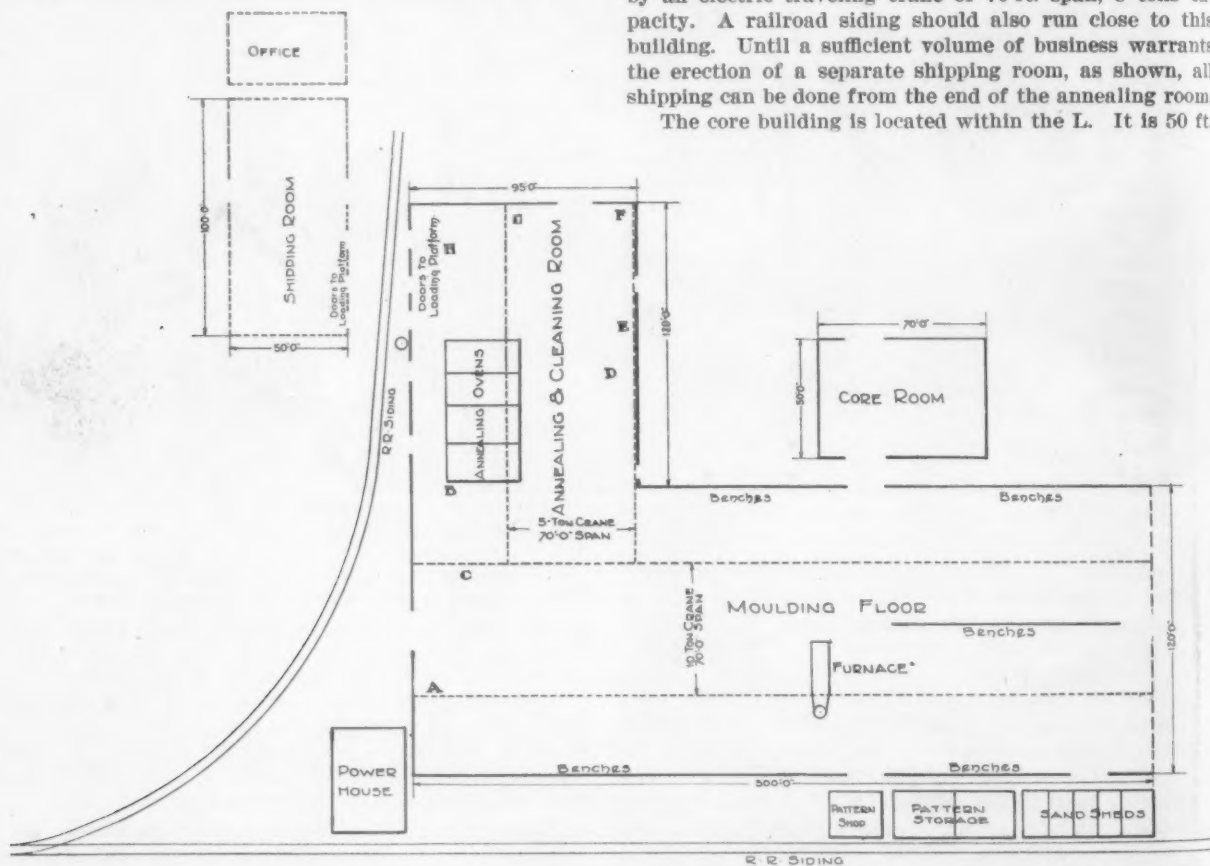 pacity. A railroad siding should also run close to this
building. Until a sufficient volume of business warrants
the erection of a separate shipping room, as shown, all
shipping can be done from the end of the annealing room
The core building is located within the L. It is 50 ft.
OFFICE
100'-0"
SHIPPING ROOM
Doors To
Loading Platform
50'-0"
R.R. SIDING
95'-0"
Doors To
Loading Platform
H
F
ANNEALING & CLEANING ROOM
120'-0"
E
D
ANNEALING OVENS
B
5-TON CRANE
70'-0" SPAN
70'-0"
50'-0"
CORE ROOM
Benches
Benches
C
10 TON CRANE
70'-0" SPAN
MOULDING FLOOR
Benches
120'-0"
FURNACE
A
POWER
HOUSE
Benches
Benches
300'-0"
PATTERN
SHOP
PATTERN
STORAGE
SAND SHEDS
R.R. SIDING